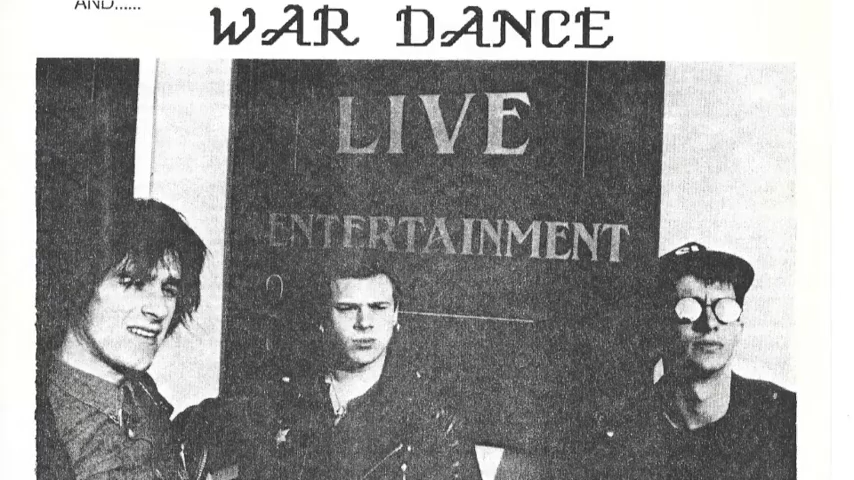 AND......
WAR DANCE
LIVE
ENTERTAINMENT